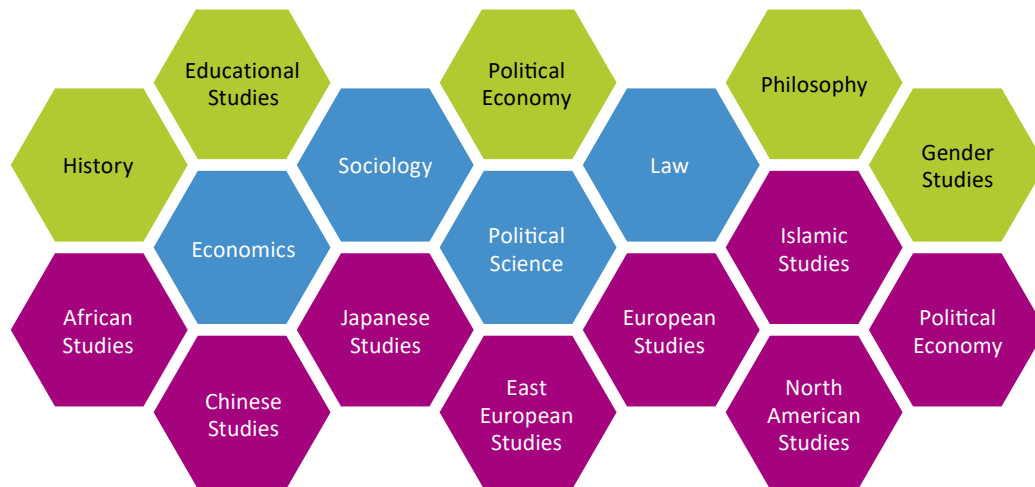 Educational
Studies
Political
Economy
Philosophy
History
Sociology
Law
Gender
Studies
Economics
Political
Science
Islamic
Studies
African
Studies
Japanese
Studies
European
Studies
Political
Economy
Chinese
Studies
East
European
Studies
North
American
Studies